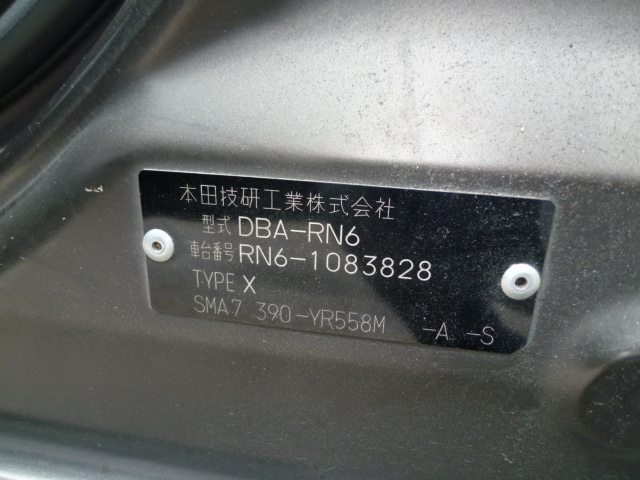 本田技研工業株式会社
型式 DBA-RN6
車台番号 RN6-1083828
TYPE X
SMA7 390-YR558M -A -S